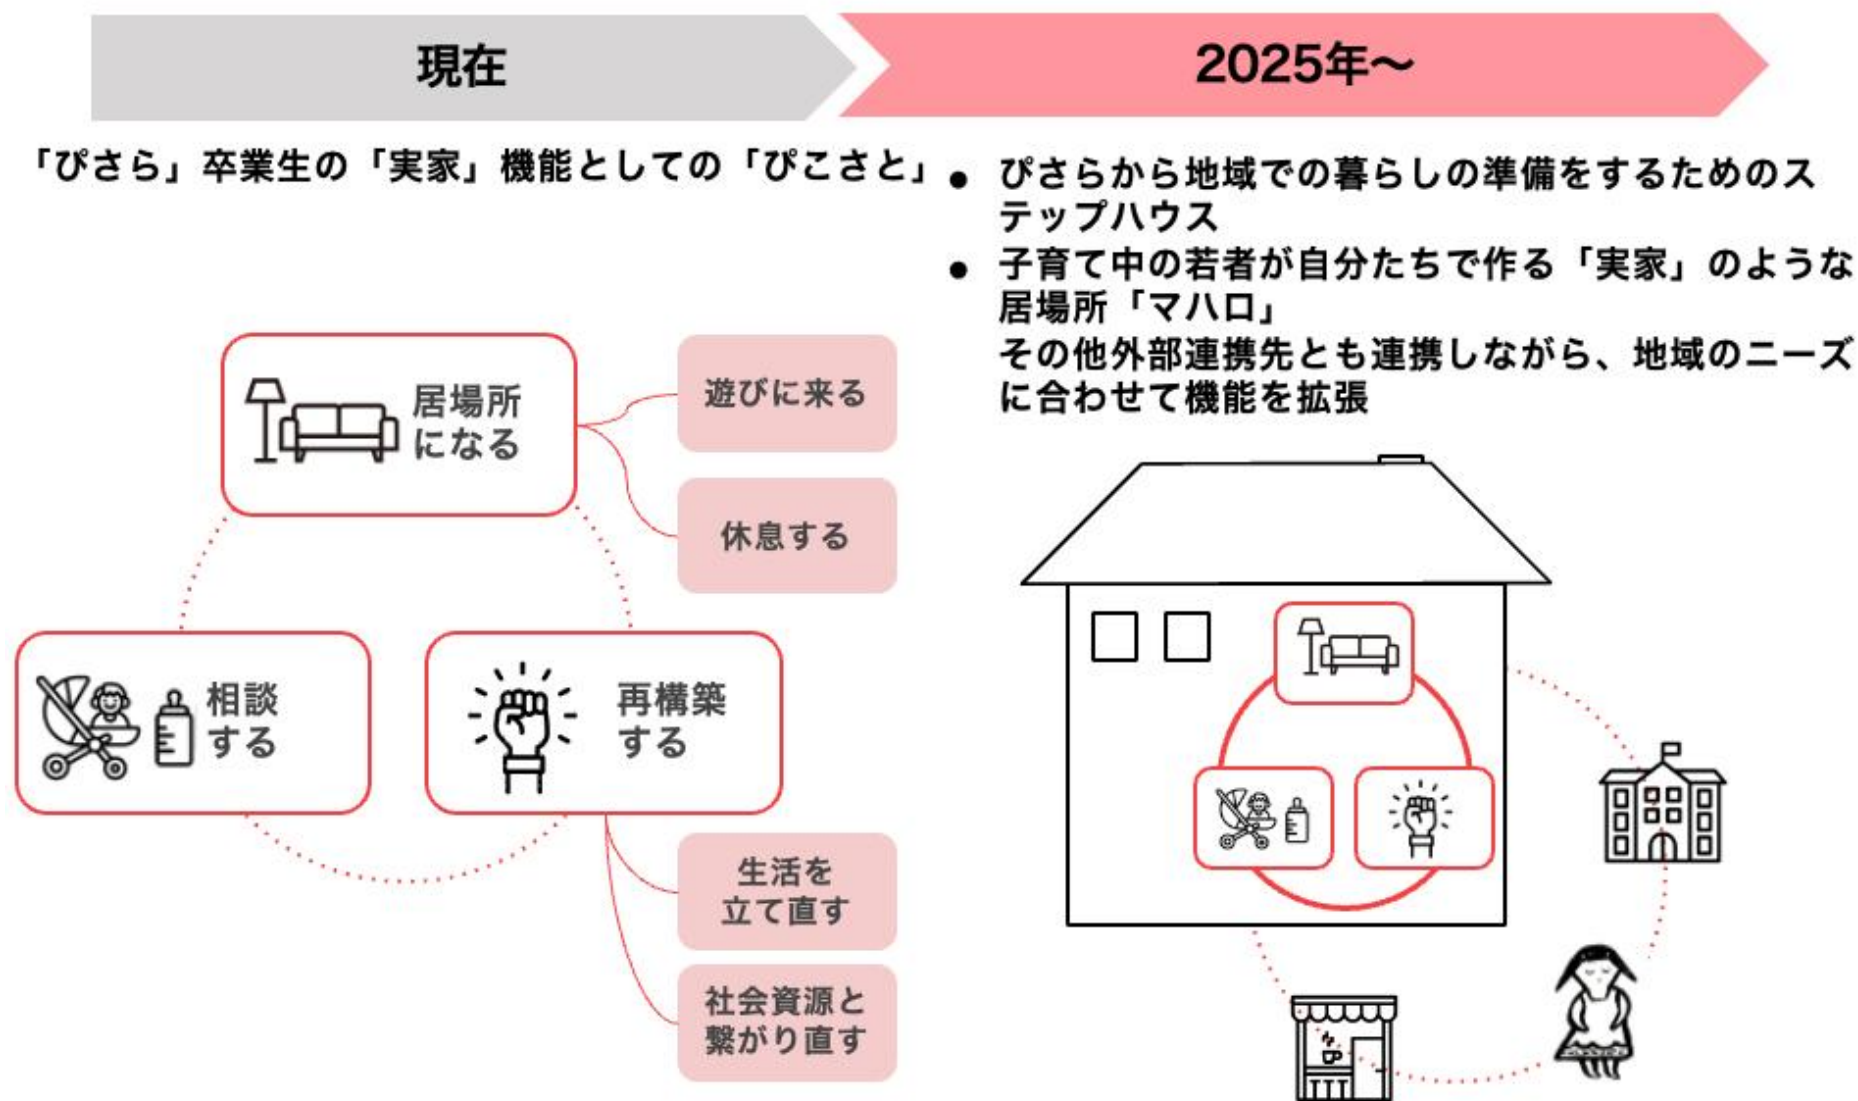 現在
2025年〜
「ぴさら」卒業生の「実家」機能としての「ぴこさと」
居場所
になる
遊びに来る
休息する
相談
する
再構築
する
生活を
立て直す
社会資源と
繋がり直す
● ぴさらから地域での暮らしの準備をするためのス
テップハウス
● 子育て中の若者が自分たちで作る「実家」のような
居場所「マハロ」
その他外部連携先とも連携しながら、地域のニーズ
に合わせて機能を拡張